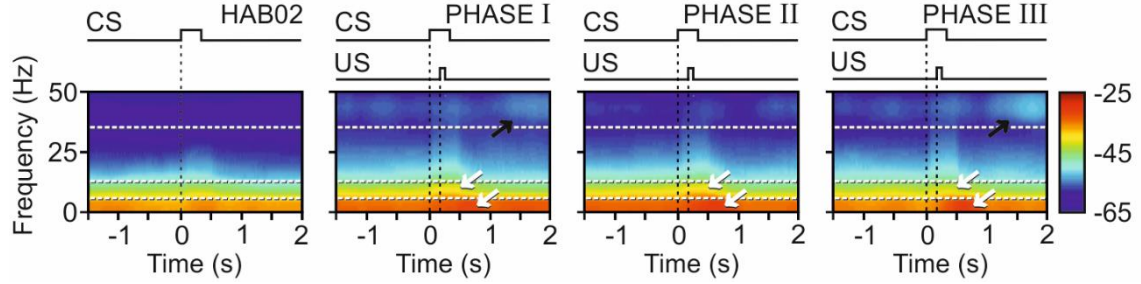 CS HAB02
CS PHASE I
US
CS PHASE II
US
CS PHASE III
US
Frequency (Hz)
50
25
0
-1 0 1 2
Time (s)
-1 0 1 2
Time (s)
-1 0 1 2
Time (s)
-1 0 1 2
Time (s)
-25
-45
-65